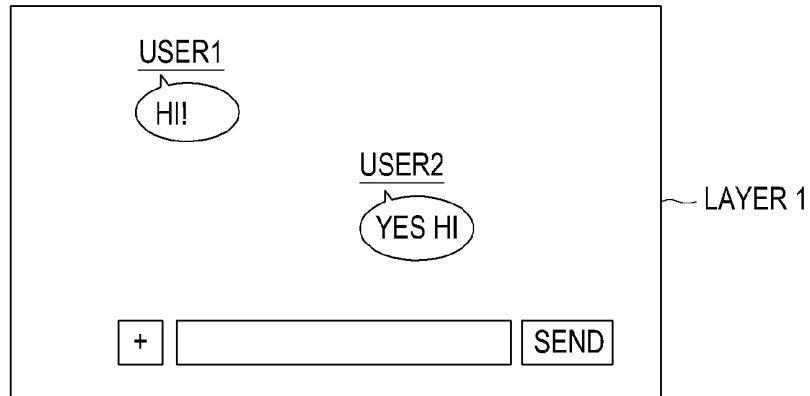 USER1
HI!
USER2
YES HI
LAYER 1
+
SEND